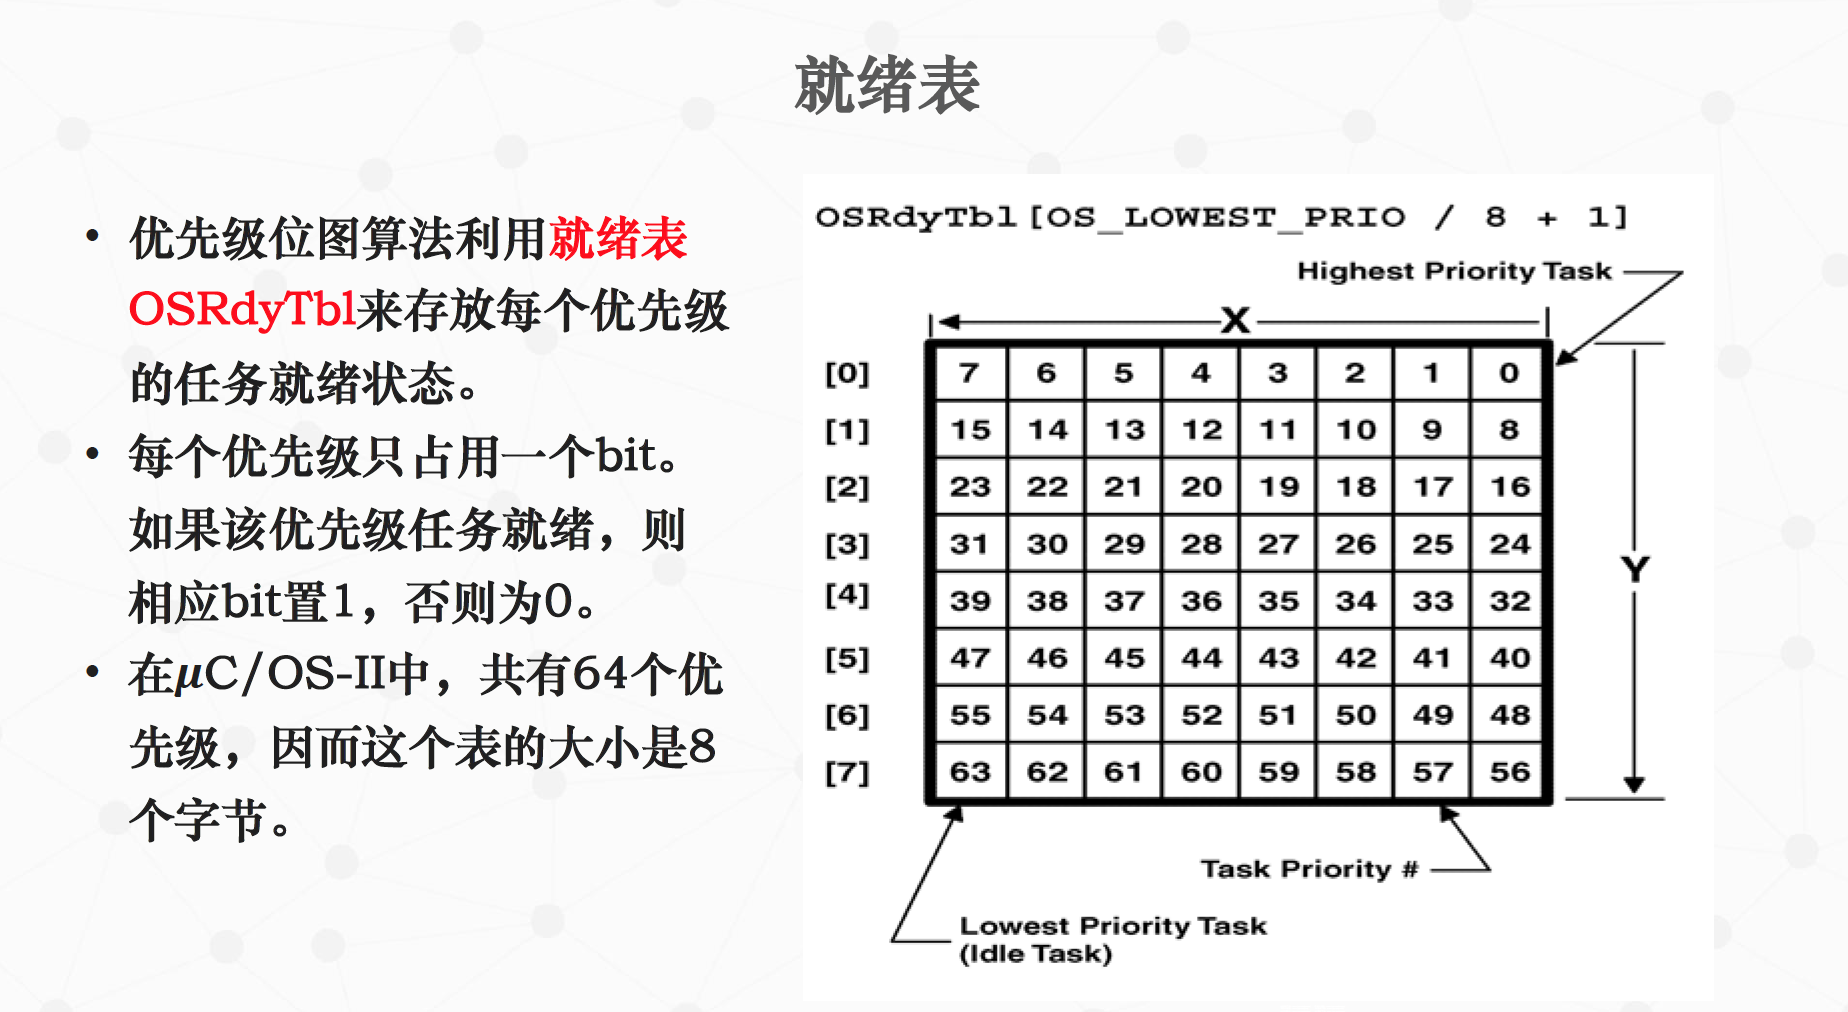 就绪表
• 优先级位图算法利用就绪表
OSRdyTbl来存放每个优先级
的任务就绪状态。
• 每个优先级只占用一个bit。
如果该优先级任务就绪，则
相应bit置1，否则为0。
• 在μC/OS-II中，共有64个优
先级，因而这个表的大小是8
个字节。
OSRdyTbl[OS_LOWEST_PRIO / 8 + 1]
Highest Priority Task
X
[0] 7 6 5 4 3 2 1 0
[1] 15 14 13 12 11 10 9 8
[2] 23 22 21 20 19 18 17 16
[3] 31 30 29 28 27 26 25 24
Y
[4] 39 38 37 36 35 34 33 32
[5] 47 46 45 44 43 42 41 40
[6] 55 54 53 52 51 50 49 48
[7] 63 62 61 60 59 58 57 56
Task Priority #
Lowest Priority Task
(Idle Task)